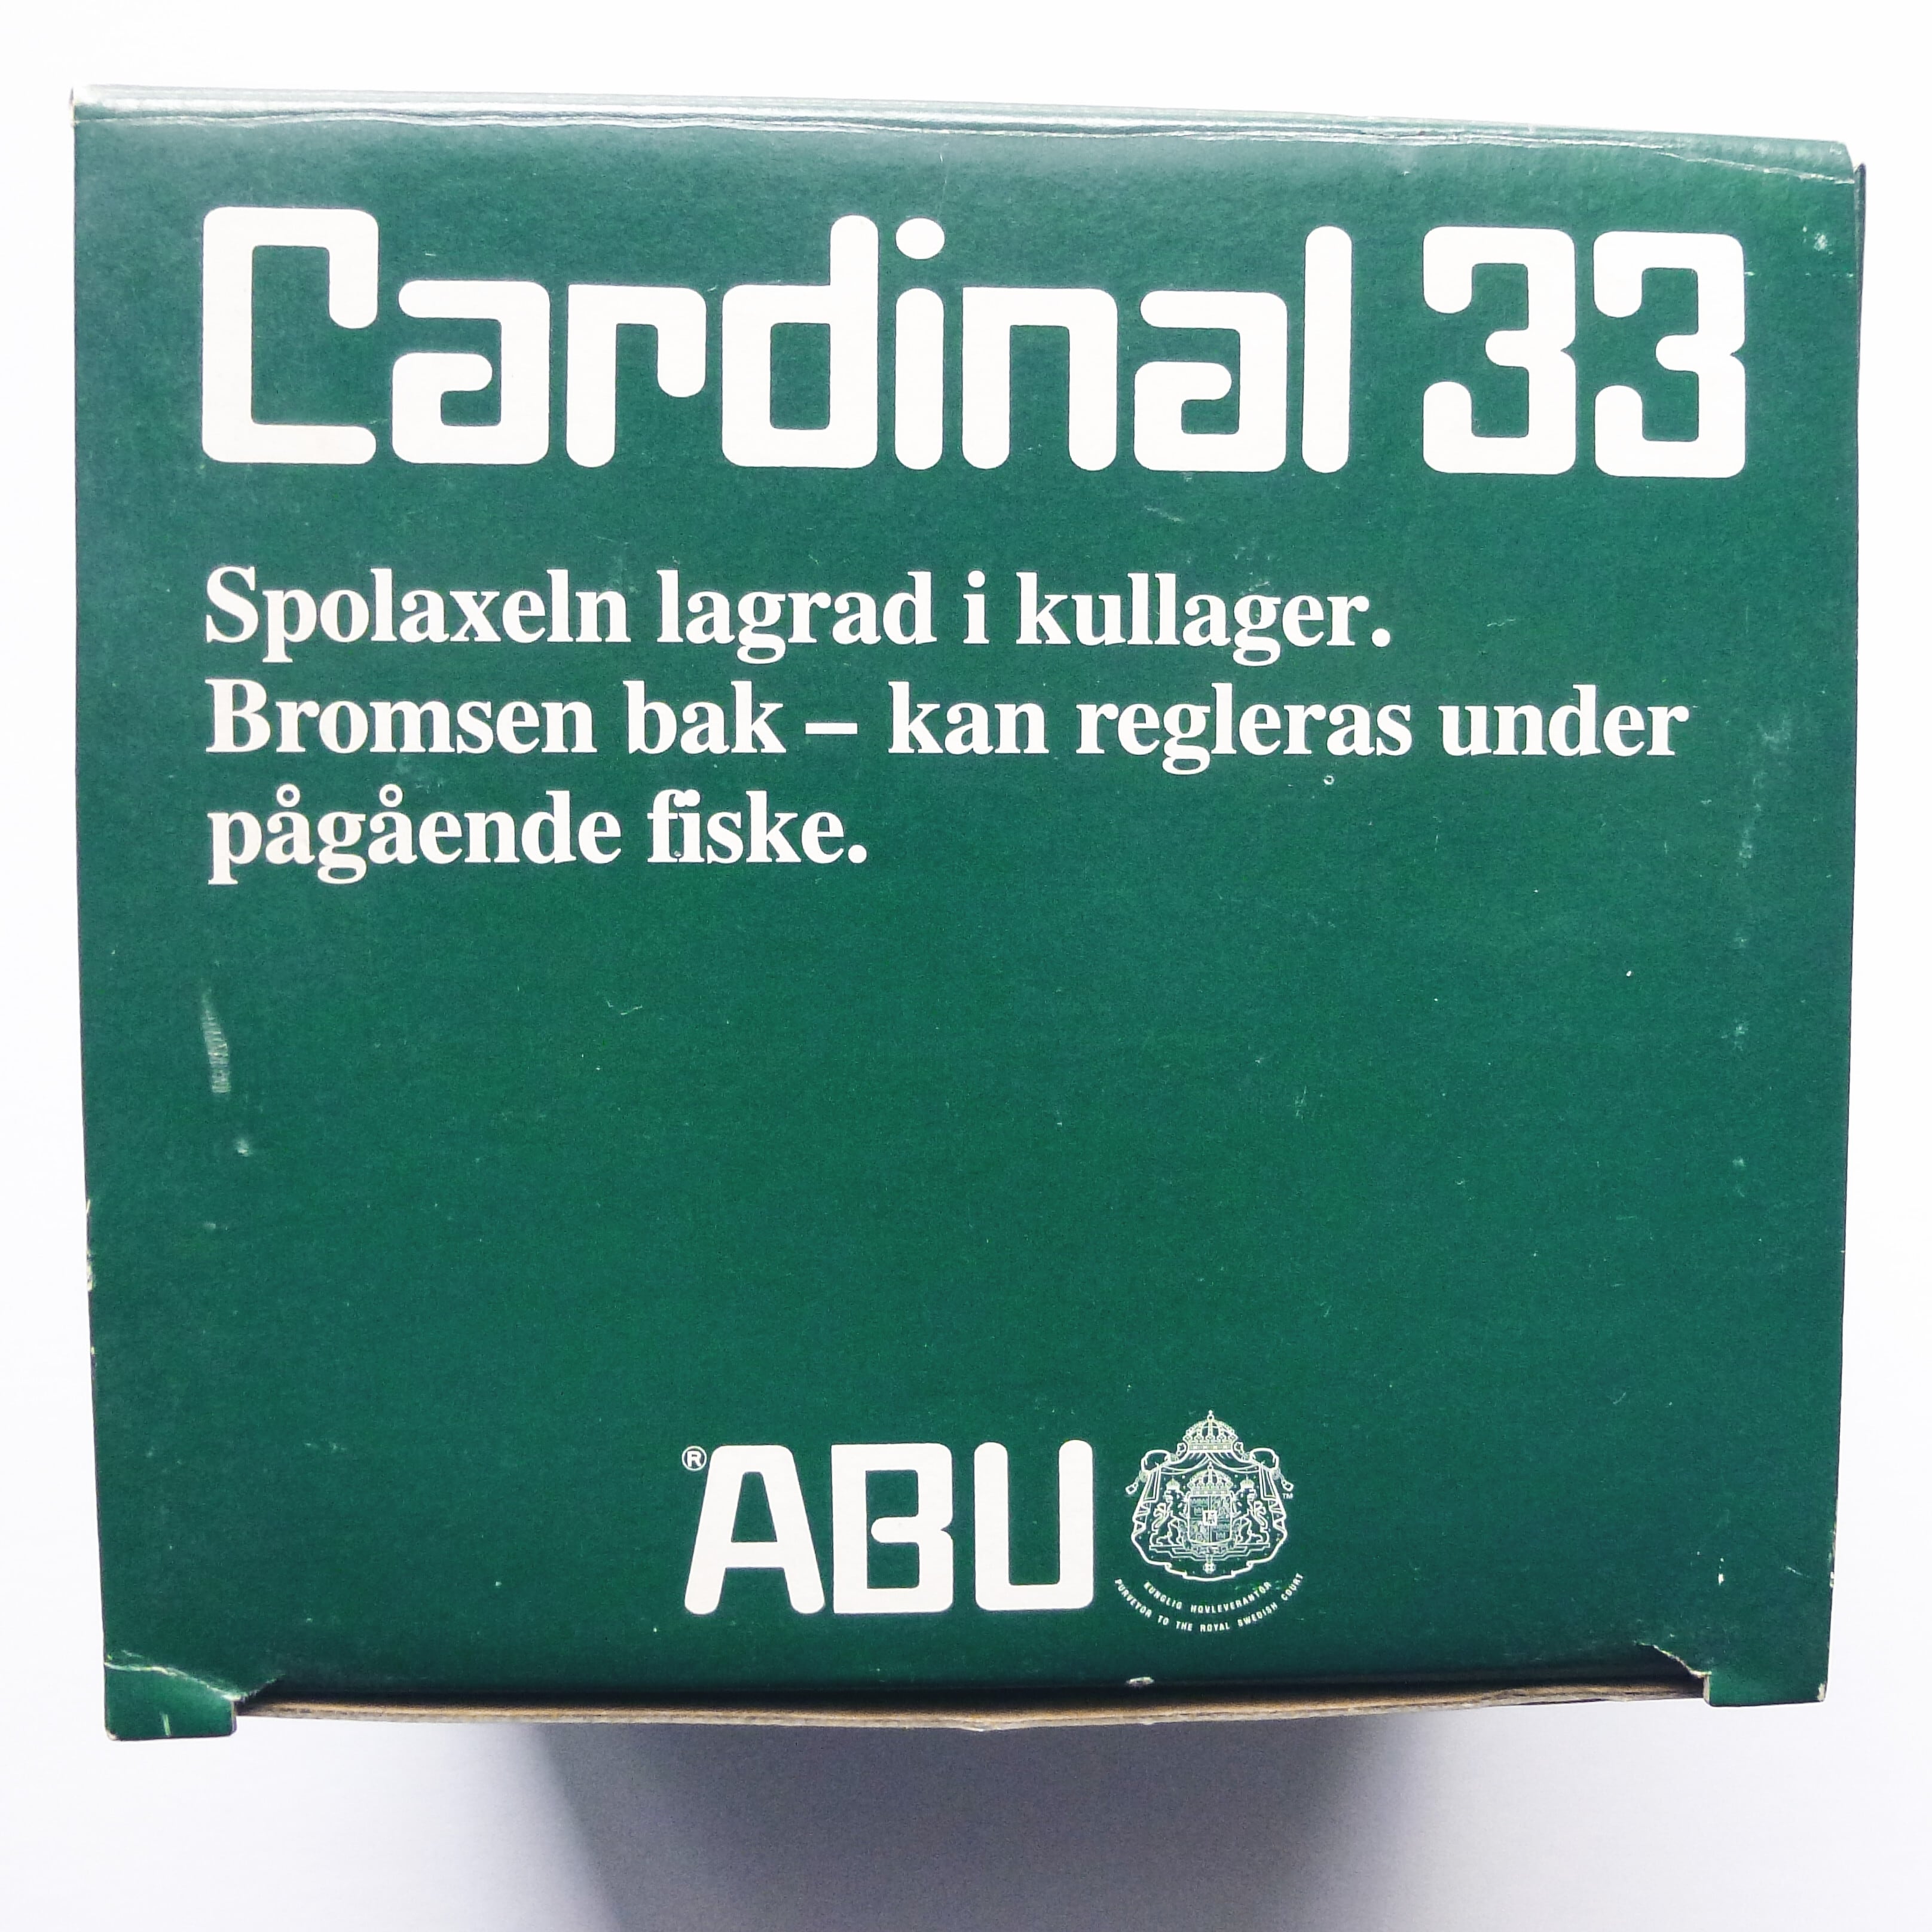 Cardinal 33
Spolaxeln lagrad i kullager.
Bromsen bak – kan regleras under
pågående fiske.
® ABU
TM
KUNGLIG HOVLEVERANTÖR
PURVEYOR TO THE ROYAL SWEDISH COURT